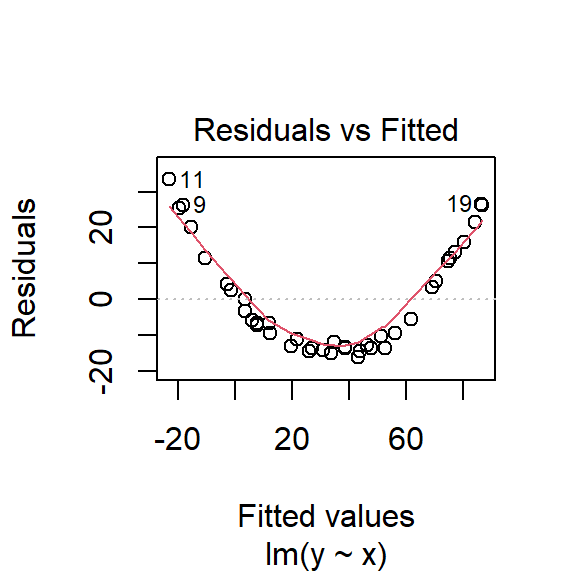 Residuals vs Fitted
Residuals
20
0
-20
11
9
19
-20
20
60
Fitted values
lm(y ~ x)